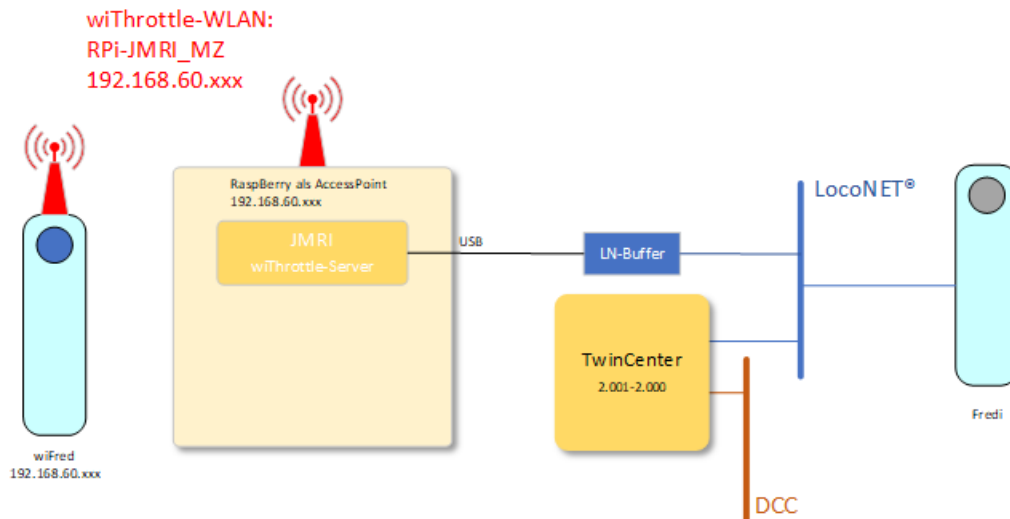 wiThrottle-WLAN:
RPi-JMRI_MZ
192.168.60.xxx
RaspBerry als AccessPoint
192.168.60.xxx
JMRI
wiThrottle-Server
USB
LN-Buffer
LocoNET®
TwinCenter
2.001-2.000
Fredi
wiFred
192.168.60.xxx
DCC